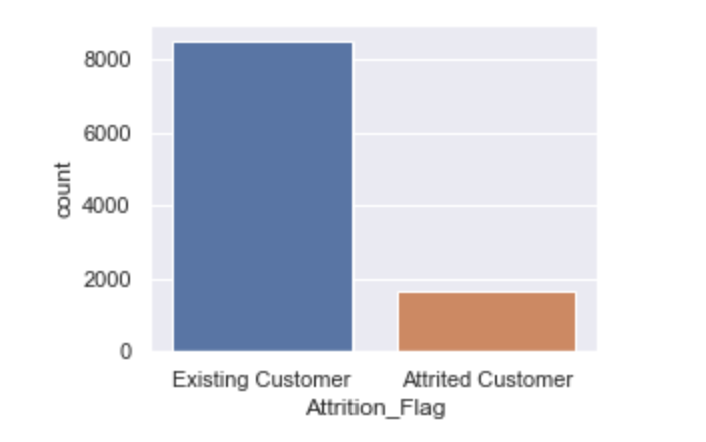 8000
6000
4000
2000
0
count
Existing Customer
Attrited Customer
Attrition_Flag